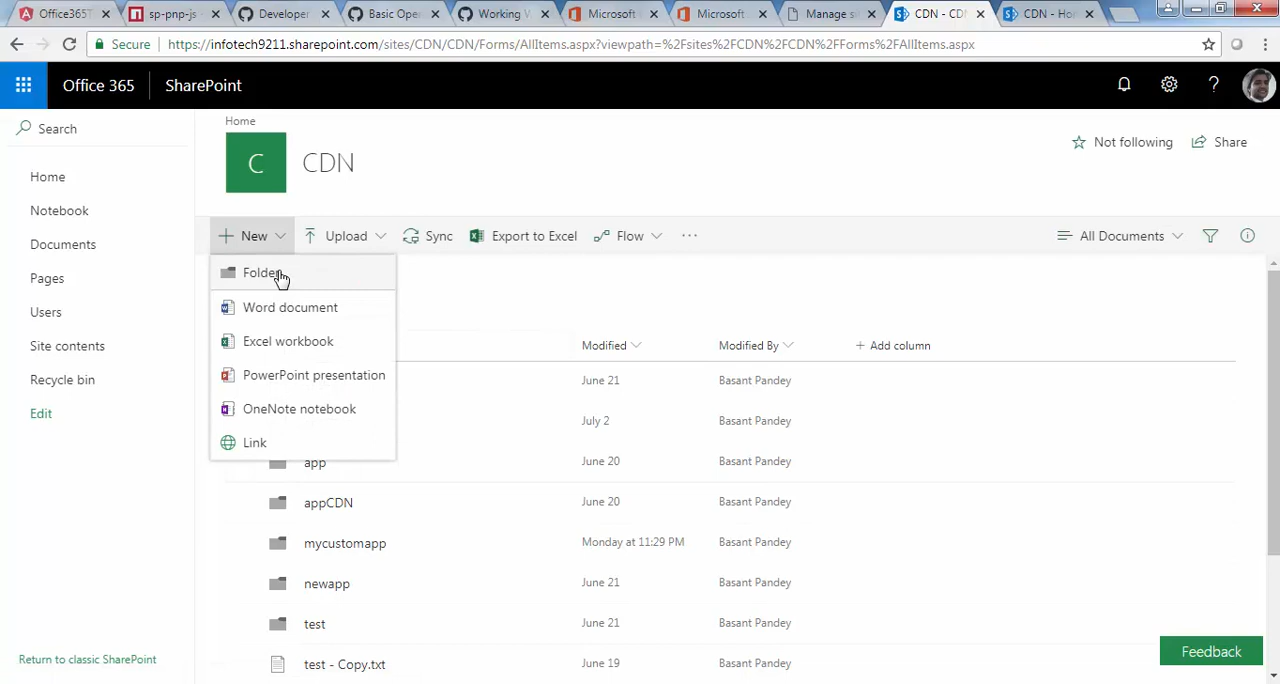 Office365T
sp-pnp-js
Developer
Basic Ope
Working
Microsoft
Microsoft
Manage s
CDN - CD
CDN - Ho
Secure
https://infotech9211.sharepoint.com/sites/CDN/CDN/Forms/AllItems.aspx?viewpath=%2Fsites%2FCDN%2FCDN%2FForms%2FAllItems.aspx
Office 365
SharePoint
?
Search
Home
Notebook
Documents
Pages
Users
Site contents
Recycle bin
Edit
Return to classic SharePoint
Home
C
CDN
Not following
Share
New
Upload
Sync
Export to Excel
Flow
...
All Documents
Folder
Word document
Excel workbook
PowerPoint presentation
OneNote notebook
Link
Modified
Modified By
+ Add column
June 21
Basant Pandey
July 2
Basant Pandey
app
June 20
Basant Pandey
appCDN
June 20
Basant Pandey
mycustomapp
Monday at 11:29 PM
Basant Pandey
newapp
June 21
Basant Pandey
test
June 21
Basant Pandey
test - Copy.txt
June 19
Basant Pandey
Feedback